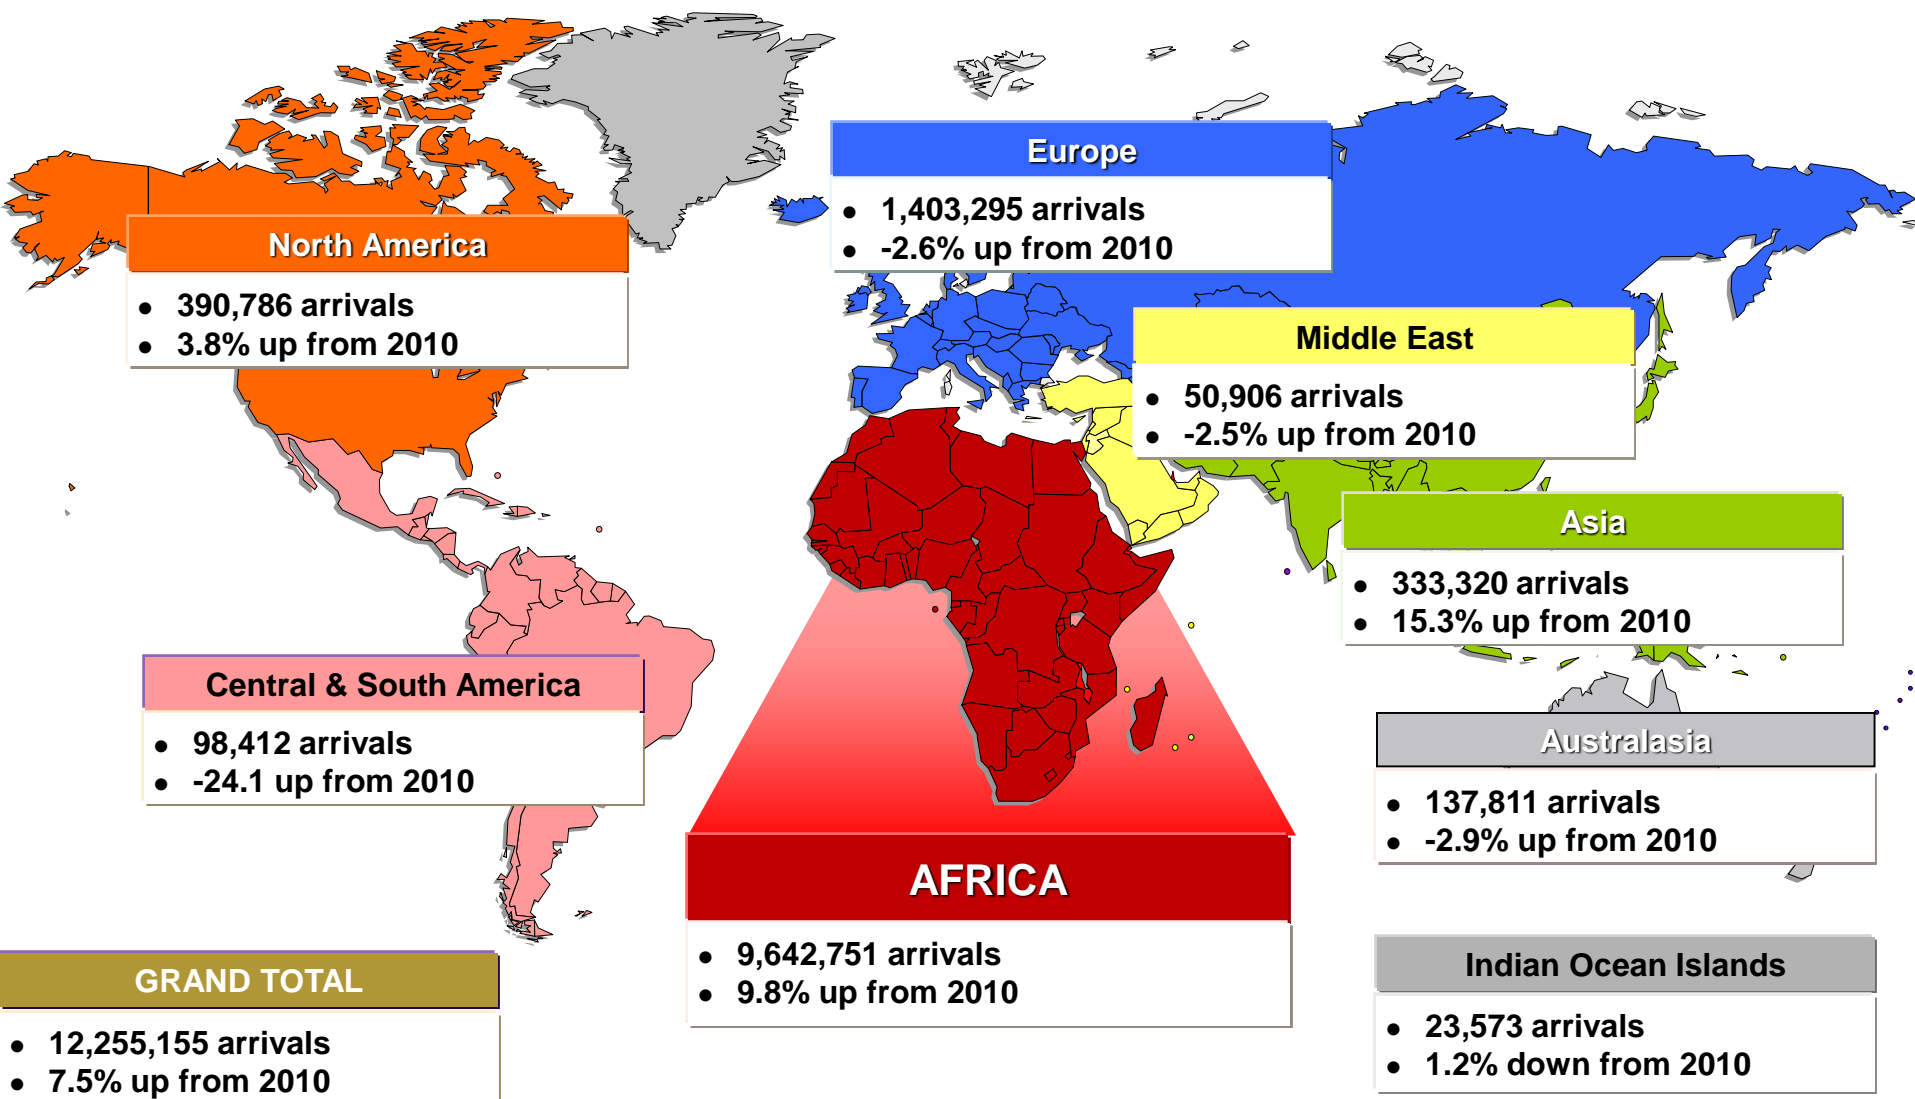 Europe
● 1,403,295 arrivals
● -2.6% up from 2010
North America
● 390,786 arrivals
● 3.8% up from 2010
Middle East
● 50,906 arrivals
● -2.5% up from 2010
Asia
● 333,320 arrivals
● 15.3% up from 2010
Central & South America
● 98,412 arrivals
● -24.1 up from 2010
Australasia
● 137,811 arrivals
● -2.9% up from 2010
AFRICA
● 9,642,751 arrivals
● 9.8% up from 2010
Indian Ocean Islands
● 23,573 arrivals
● 1.2% down from 2010
GRAND TOTAL
● 12,255,155 arrivals
● 7.5% up from 2010